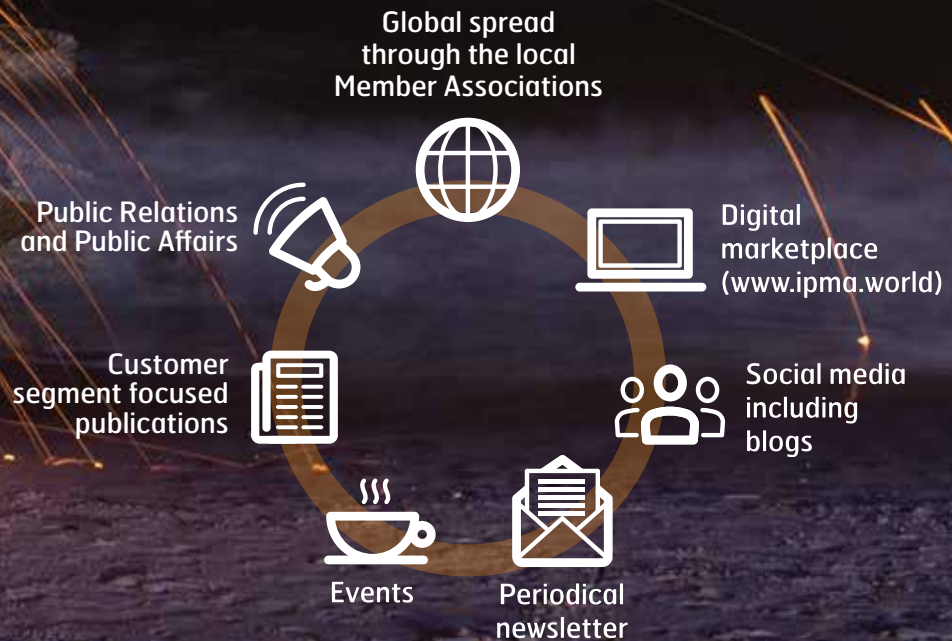 Global spread
through the local
Member Associations
Public Relations
and Public Affairs
Digital
marketplace
(www.ipma.world)
Customer
segment focused
publications
Social media
including
blogs
Events
Periodical
newsletter